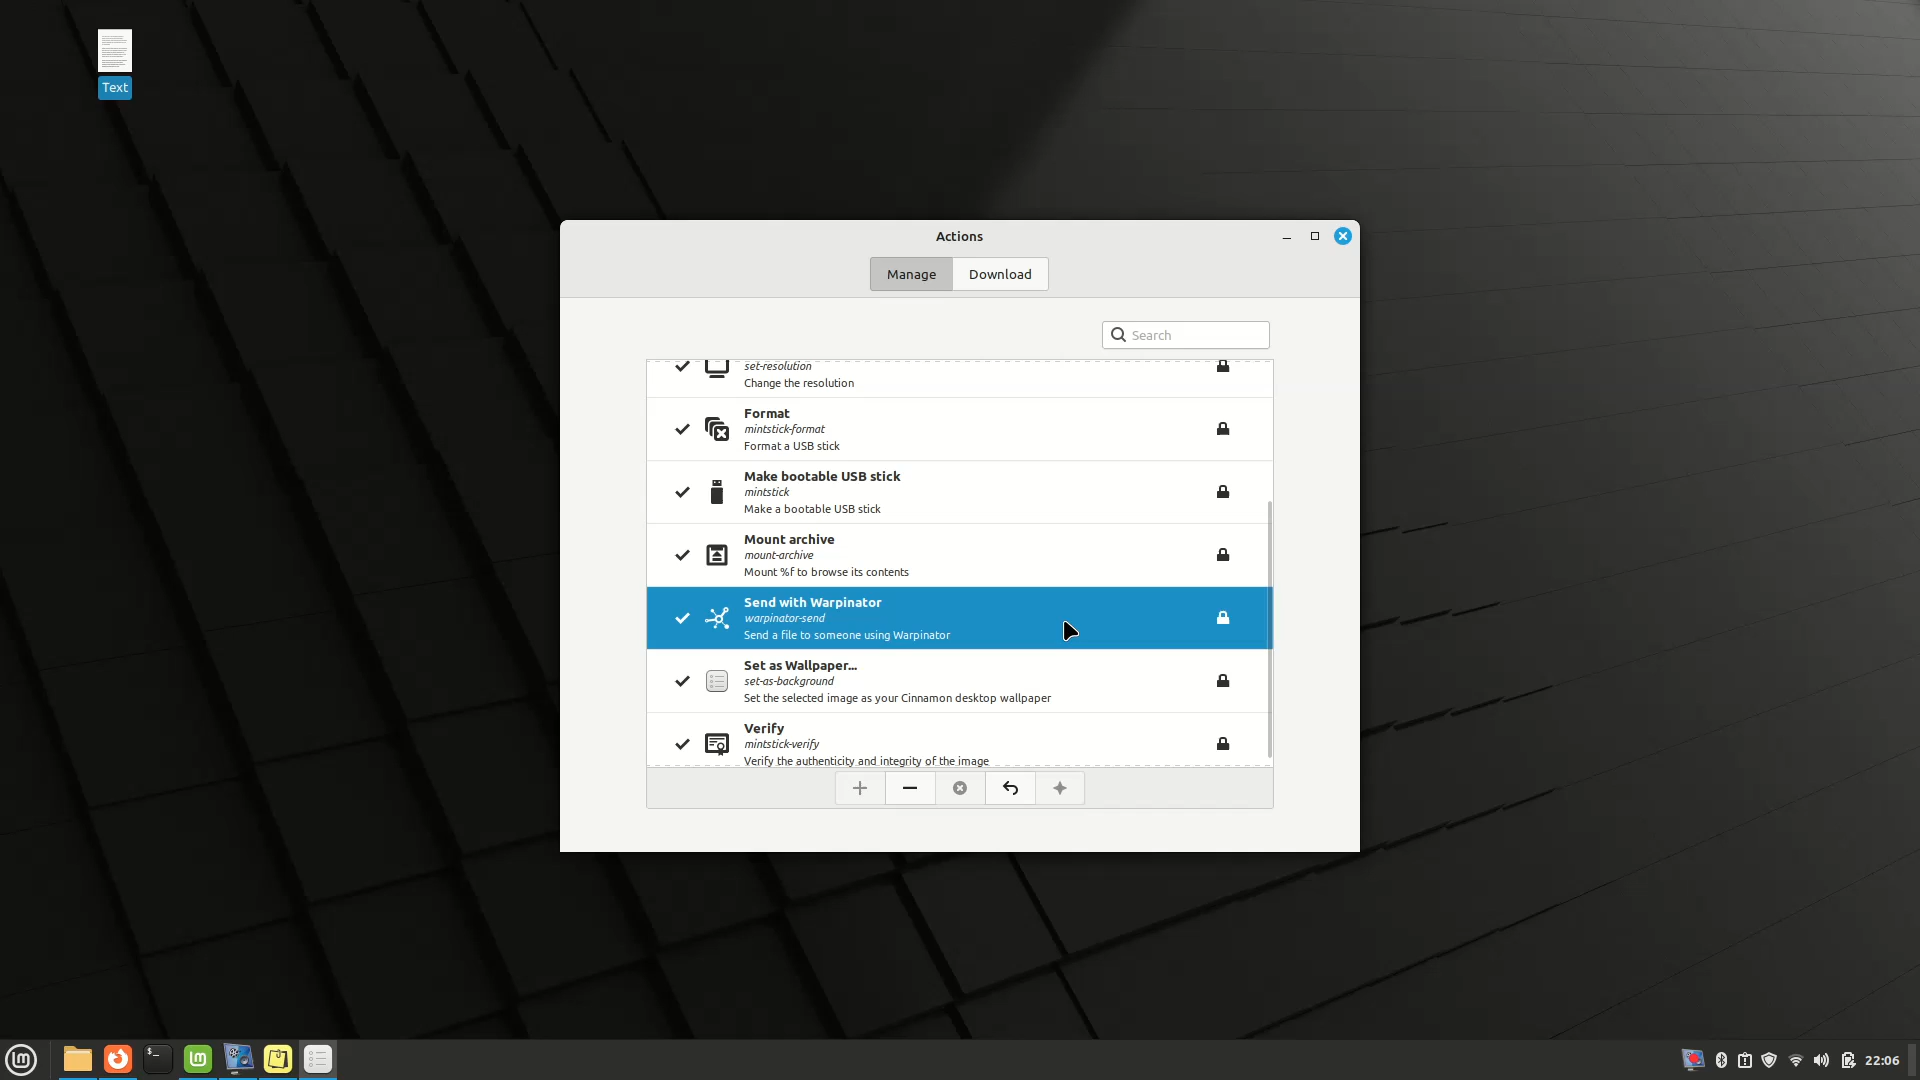 Text
Actions
Manage
Download
Search
set-resolution
Change the resolution
Format
mintstick-format
Format a USB stick
Make bootable USB stick
mintstick
Make a bootable USB stick
Mount archive
mount-archive
Mount %f to browse its contents
Send with Warpinator
warpinator-send
Send a file to someone using Warpinator
Set as Wallpaper...
set-as-background
Set the selected image as your Cinnamon desktop wallpaper
Verify
mintstick-verify
Verify the authenticity and integrity of the image
22:06